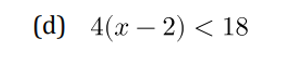 (d) 4(x − 2) < 18